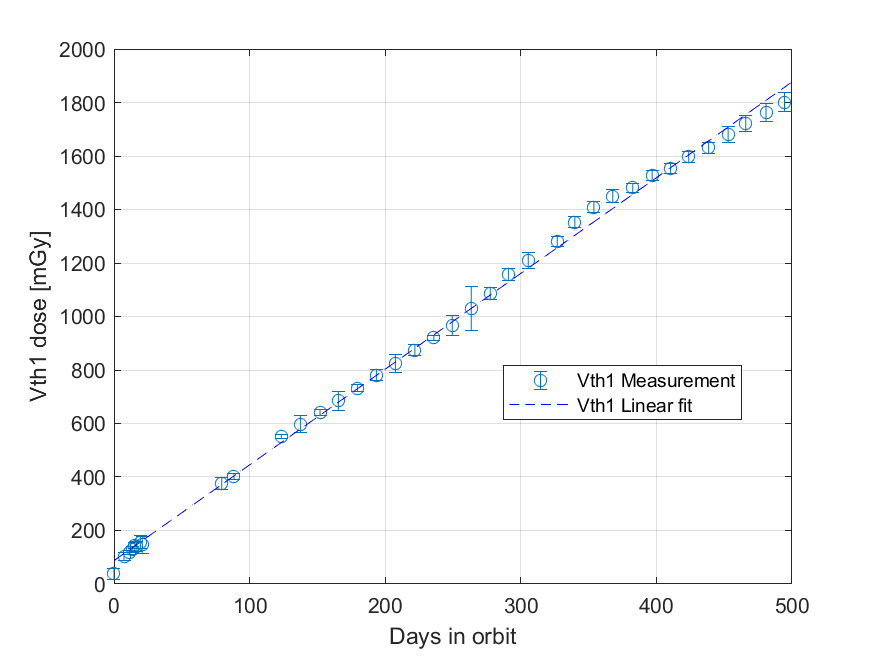 2000
1800
1600
1400
1200
1000
800
600
400
200
0
Vth1 dose [mGy]
Vth1 Measurement
Vth1 Linear fit
0 100 200 300 400 500
Days in orbit